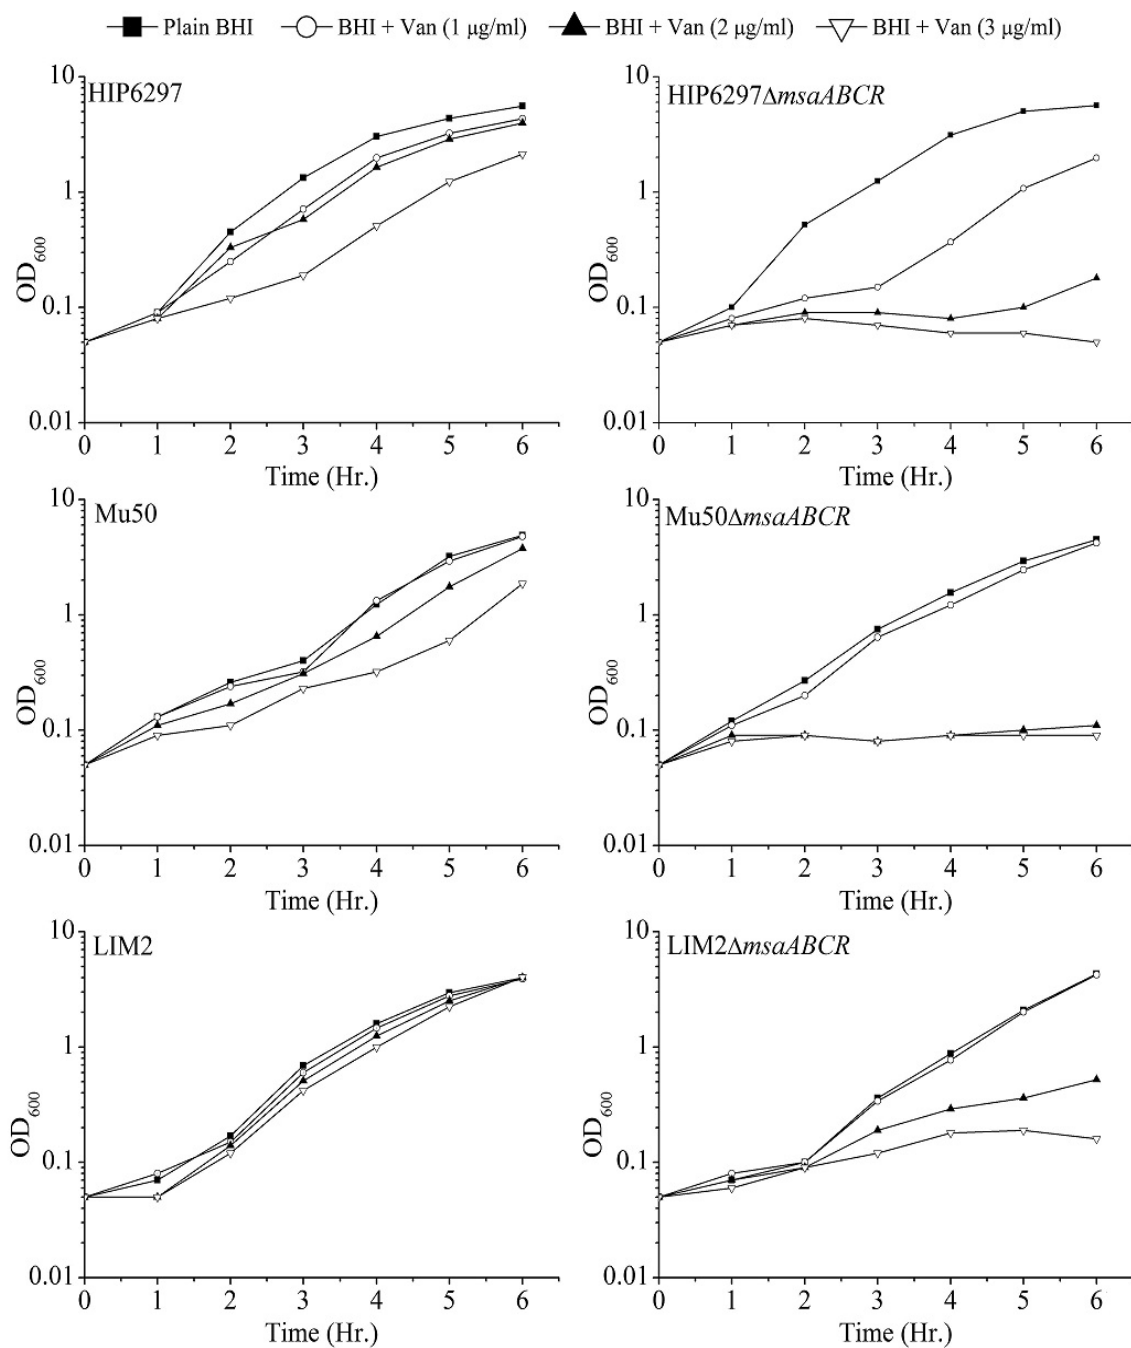 Plain BHI BHI + Van (1 μg/ml) BHI + Van (2 μg/ml) BHI + Van (3 μg/ml)
HIP6297
10
1
0.1
0.01
OD600
0 1 2 3 4 5 6
Time (Hr.)
HIP6297ΔmsaABCR
10
1
0.1
0.01
OD600
0 1 2 3 4 5 6
Time (Hr.)
Mu50
10
1
0.1
0.01
OD600
0 1 2 3 4 5 6
Time (Hr.)
Mu50ΔmsaABCR
10
1
0.1
0.01
OD600
0 1 2 3 4 5 6
Time (Hr.)
LIM2
10
1
0.1
0.01
OD600
0 1 2 3 4 5 6
Time (Hr.)
LIM2ΔmsaABCR
10
1
0.1
0.01
OD600
0 1 2 3 4 5 6
Time (Hr.)